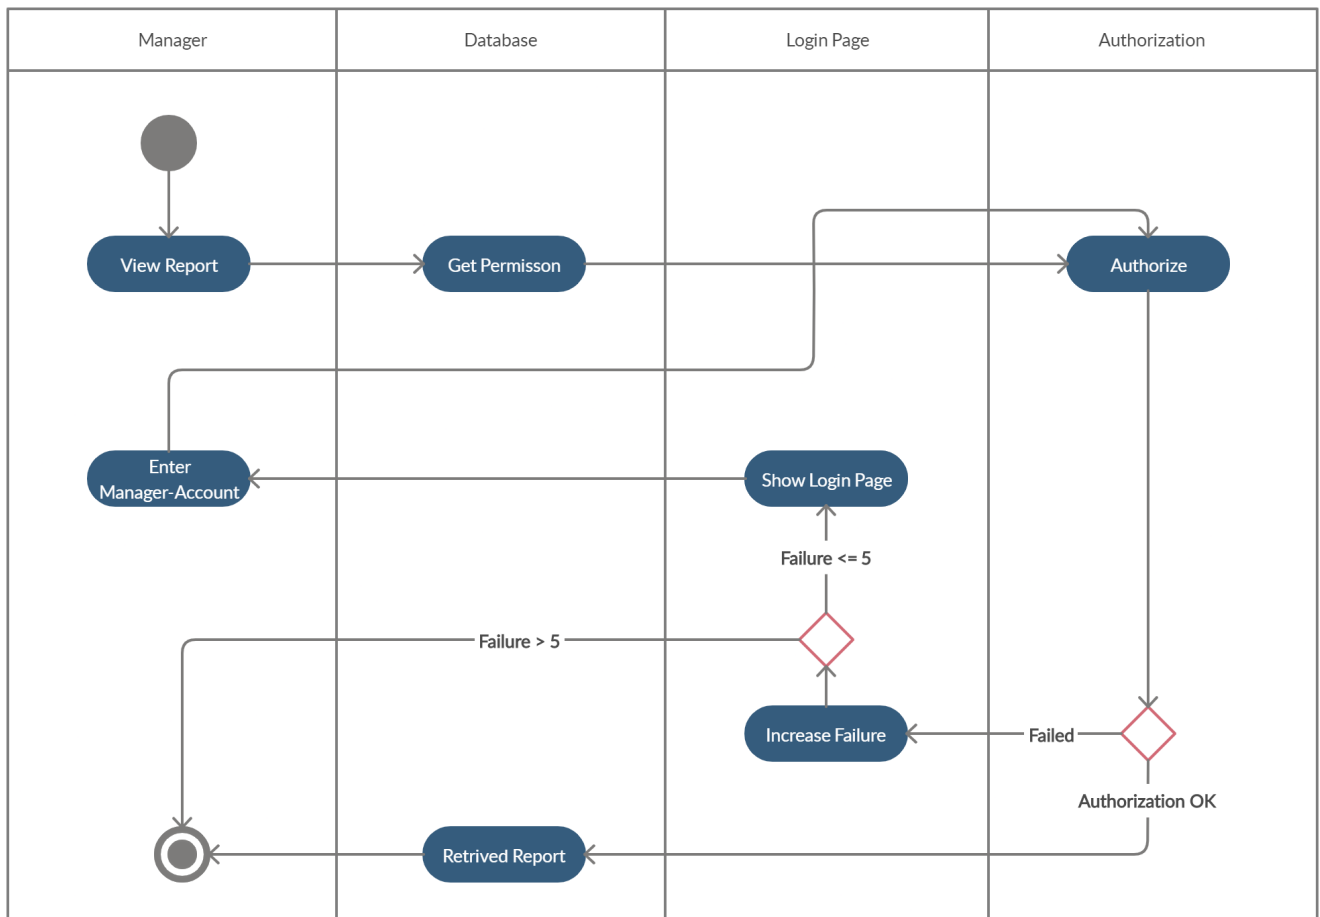 Manager
Database
Login Page
Authorization
View Report
Get Permisson
Authorize
Enter
Manager-Account
Show Login Page
Failure <= 5
Failure > 5
Increase Failure
Failed
Authorization OK
Retrived Report